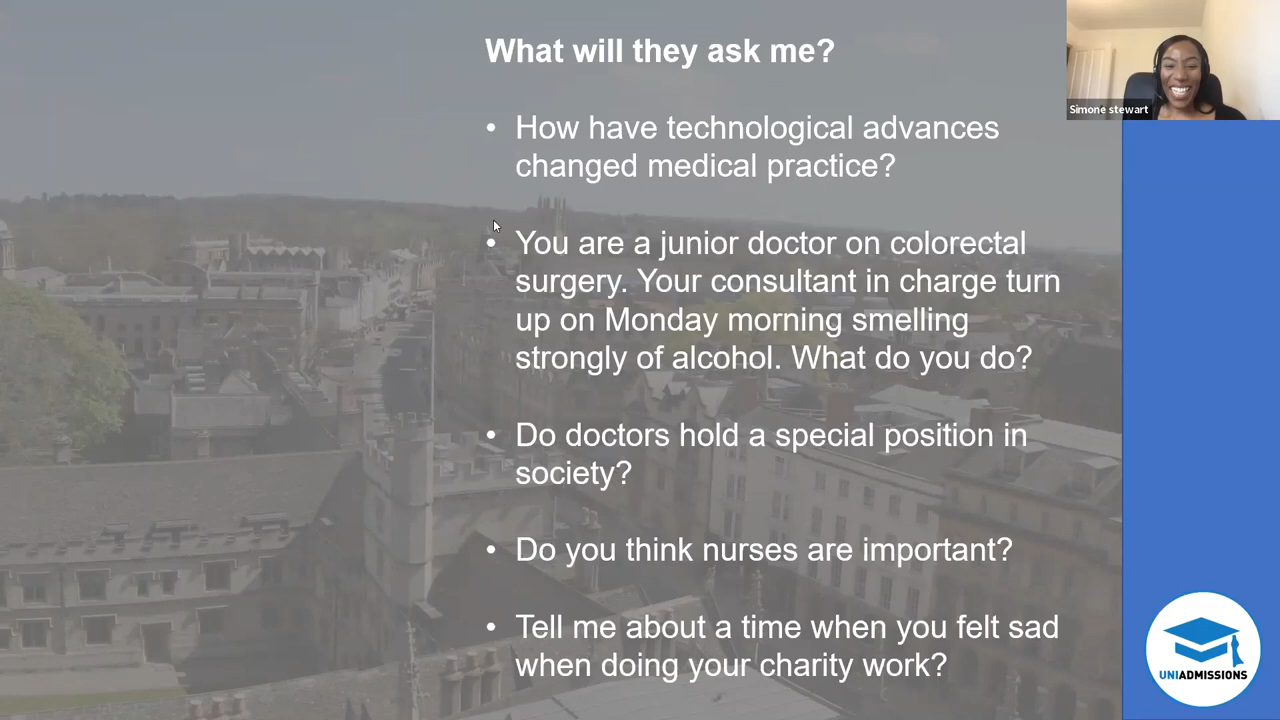 What will they ask me?
Simone stewart
• How have technological advances
changed medical practice?
• You are a junior doctor on colorectal
surgery. Your consultant in charge turn
up on Monday morning smelling
strongly of alcohol. What do you do?
• Do doctors hold a special position in
society?
• Do you think nurses are important?
• Tell me about a time when you felt sad
when doing your charity work?
UNIADMISSIONS